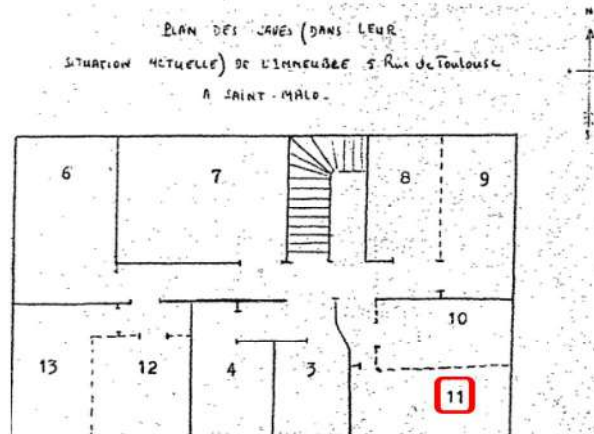 PLAN DES CAVES (DANS LEUR
SITUATION ACTUELLE) DE L'IMMEUBLE 5 Rue de Toulouse
A SAINT-MALO.
N
6
7
8
9
10
13
12
4
3
11